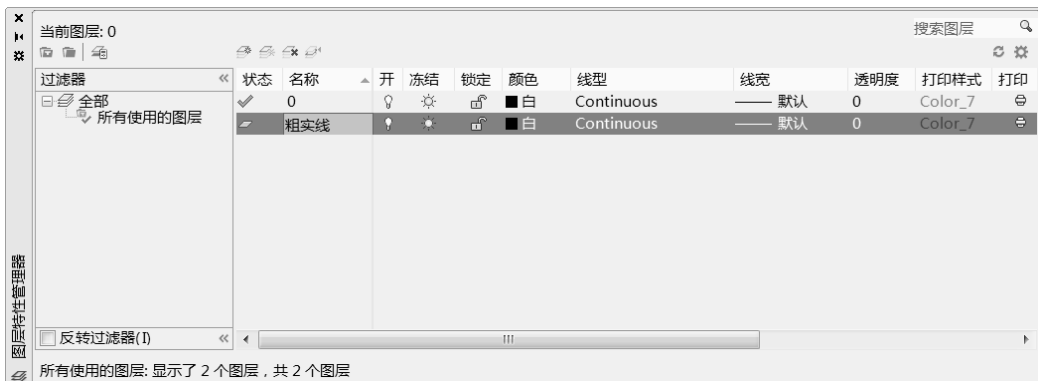 当前图层: 0
搜索图层
过滤器 状态 名称 开 冻结 锁定 颜色 线型 线宽 透明度 打印样式 打印
全部
所有使用的图层
0 白 Continuous 默认 0 Color_7
粗实线 白 Continuous 默认 0 Color_7
图层特性管理器
反转过滤器(I)
所有使用的图层: 显示了 2 个图层，共 2 个图层